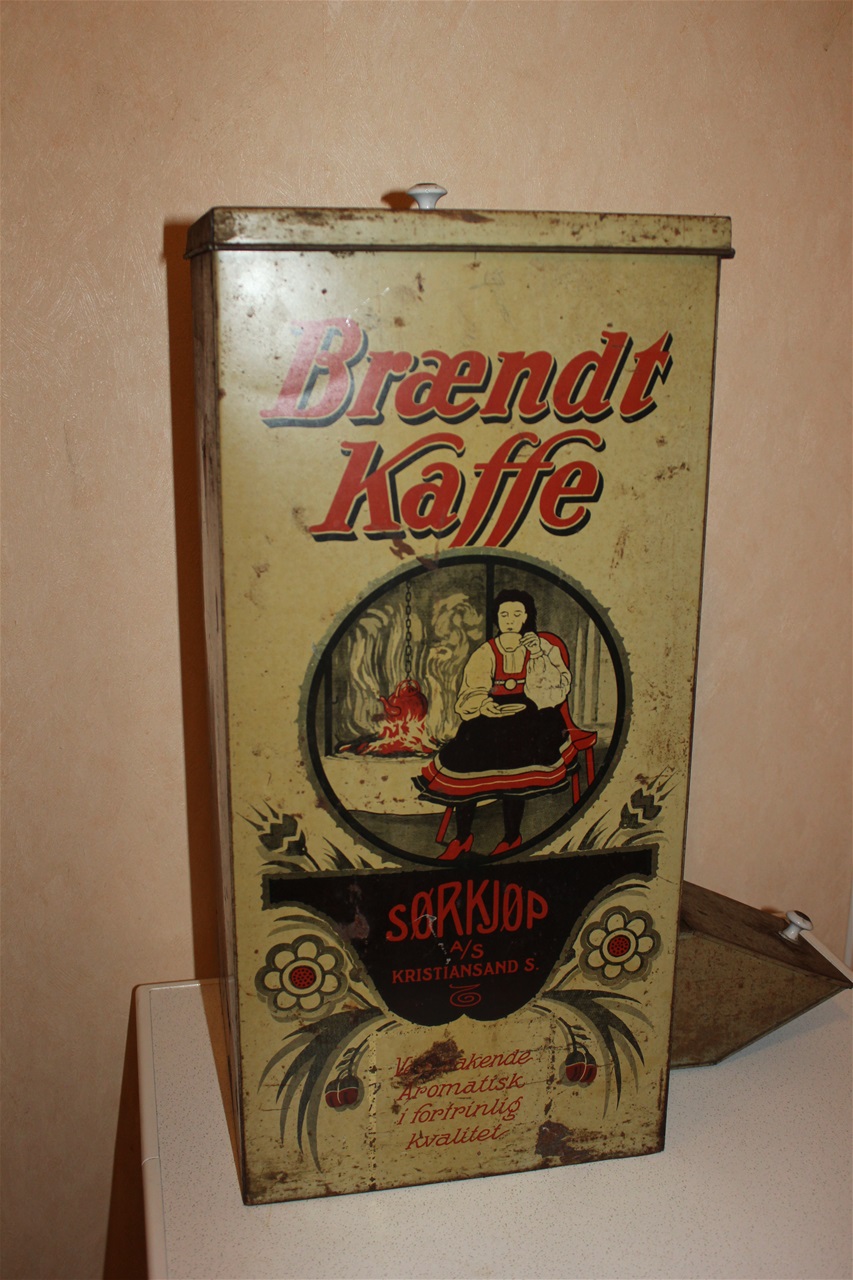 Brændt
Kaffe
SØRKJØP
A/S
KRISTIANSAND S.
Aromatisk
i fortrinlig
kvalitet